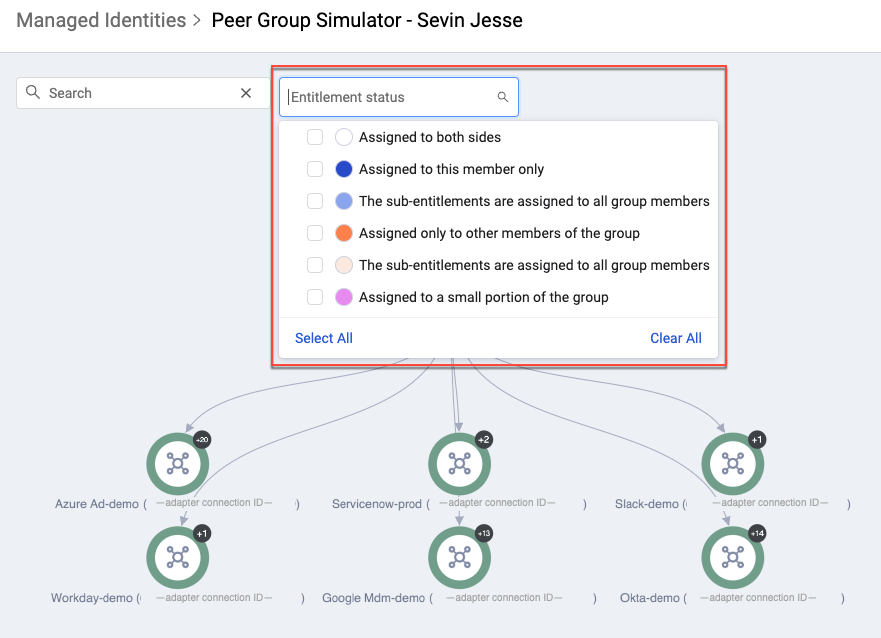 Managed Identities > Peer Group Simulator - Sevin Jesse
Search
Entitlement status
Assigned to both sides
Assigned to this member only
The sub-entitlements are assigned to all group members
Assigned only to other members of the group
The sub-entitlements are assigned to all group members
Assigned to a small portion of the group
Select All Clear All
+20 +2 +1
Azure Ad-demo ( —adapter connection ID— ) Servicenow-prod ( —adapter connection ID— ) Slack-demo ( —adapter connection ID— )
+1 +13 +14
Workday-demo ( —adapter connection ID— ) Google Mdm-demo ( —adapter connection ID— ) Okta-demo ( —adapter connection ID— )